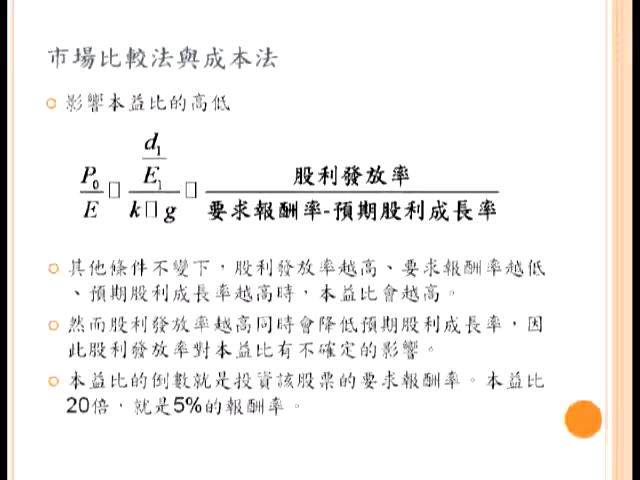 市場比較法與成本法
影響本益比的高低
P0/E □ (d1/E1)/(k□g) □ 股利發放率/要求報酬率-預期股利成長率
其他條件不變下，股利發放率越高、要求報酬率越低
、預期股利成長率越高時，本益比會越高。
然而股利發放率越高同時會降低預期股利成長率，因
此股利發放率對本益比有不確定的影響。
本益比的倒數就是投資該股票的要求報酬率。本益比
20倍，就是5%的報酬率。